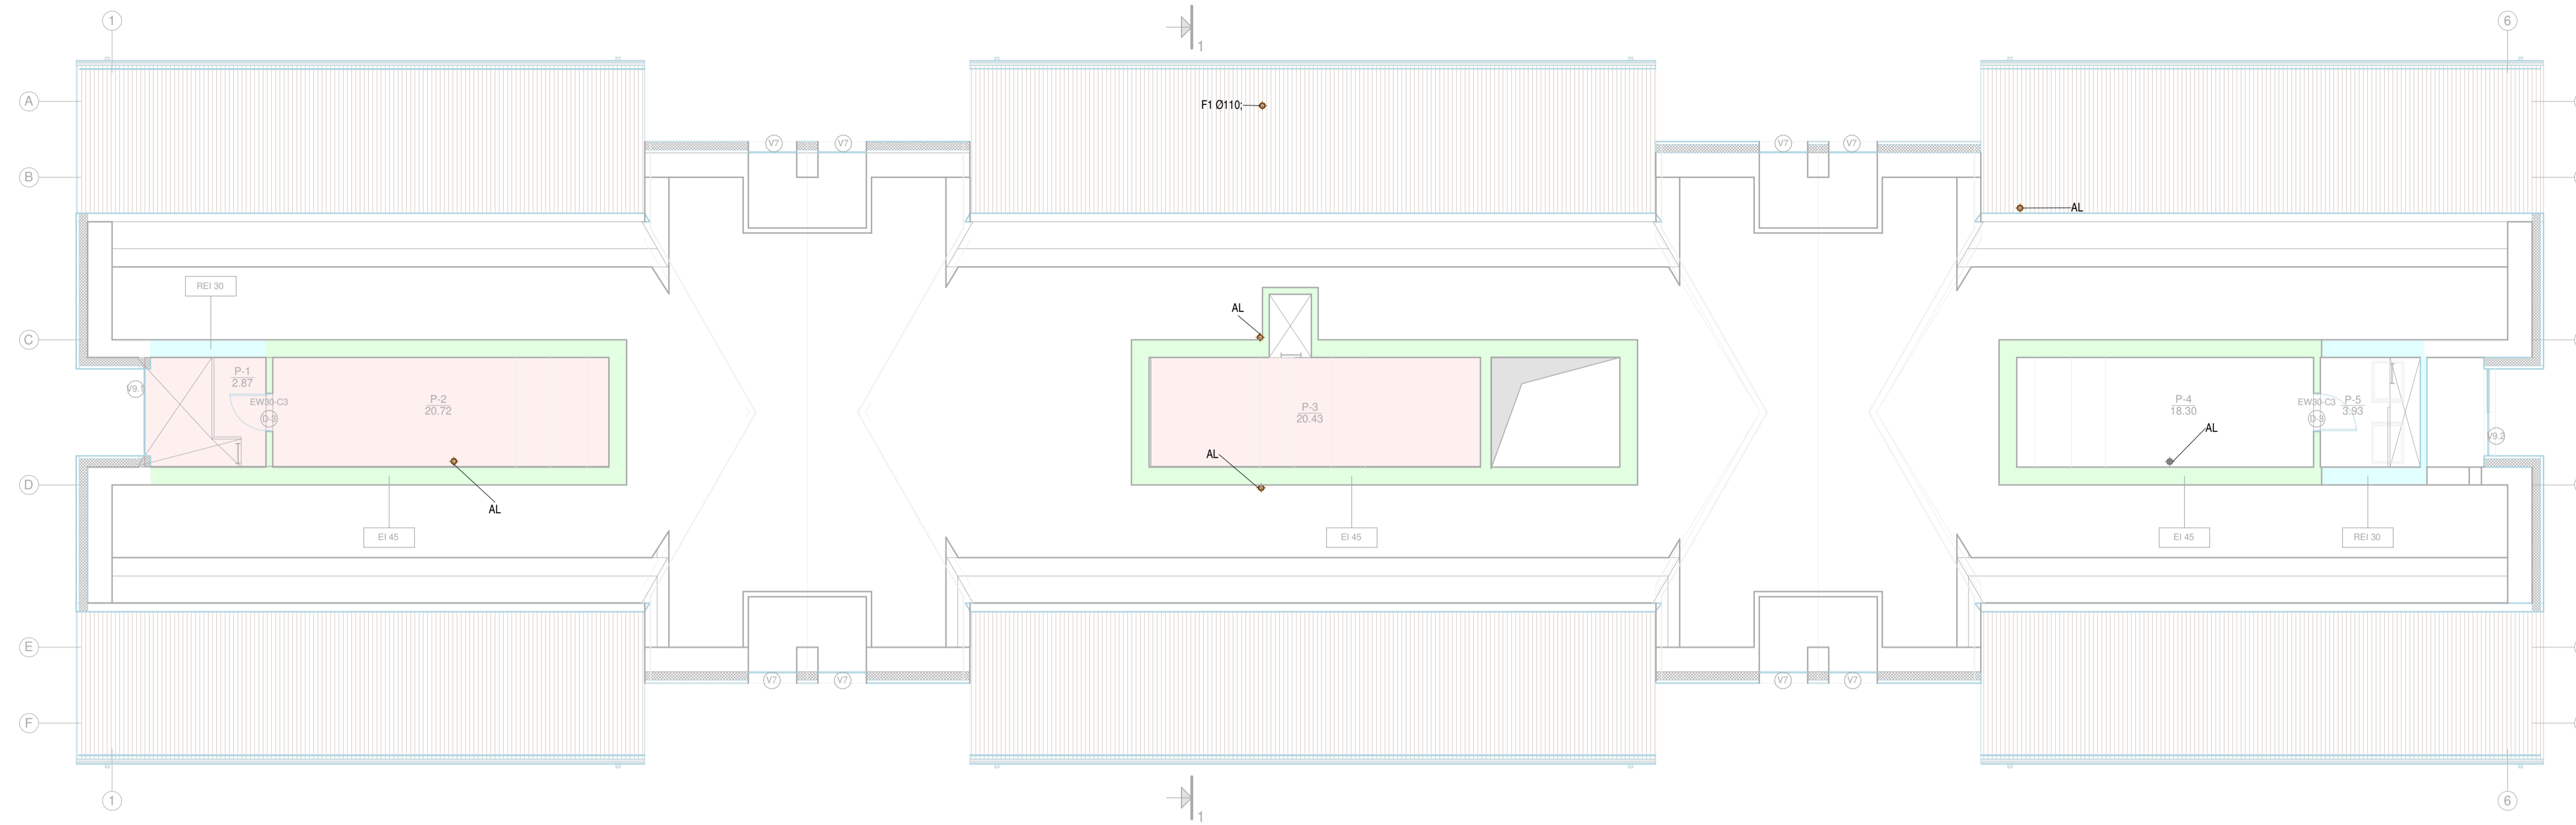 1
1
6
A
F1 Ø110;
V7
V7
V7
V7
B
AL
REI 30
AL
C
P-1
2.87
V9.1
EW30-C3
D-3
P-2
20.72
P-3
20.43
P-4
18.30
EW30-C3
D-3
P-5
3.93
AL
V9.2
AL
D
AL
EI 45
EI 45
EI 45
REI 30
E
V7
V7
V7
V7
F
1
1
6